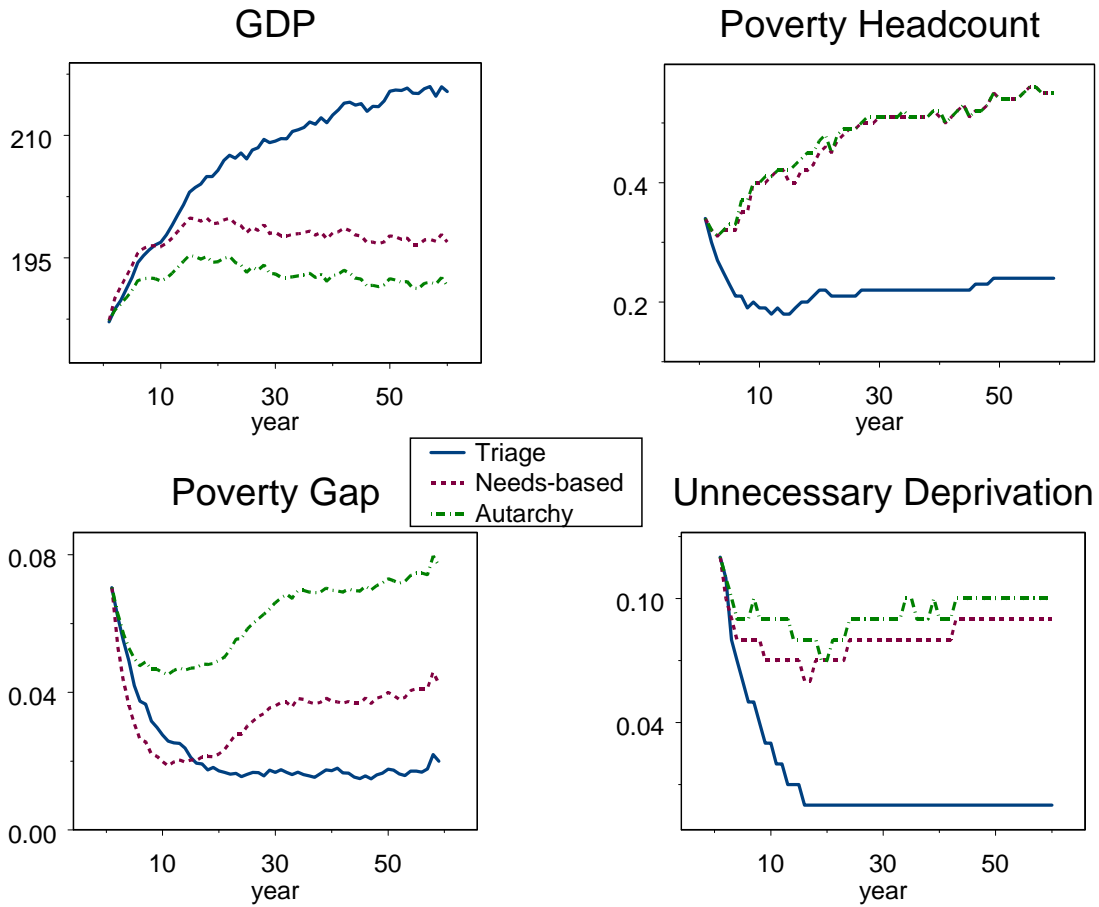 GDP
210
195
10 30 50
year
Poverty Headcount
0.4
0.2
10 30 50
year
Triage
Needs-based
Autarchy
Poverty Gap
0.08
0.04
0.00
10 30 50
year
Unnecessary Deprivation
0.10
0.04
10 30 50
year